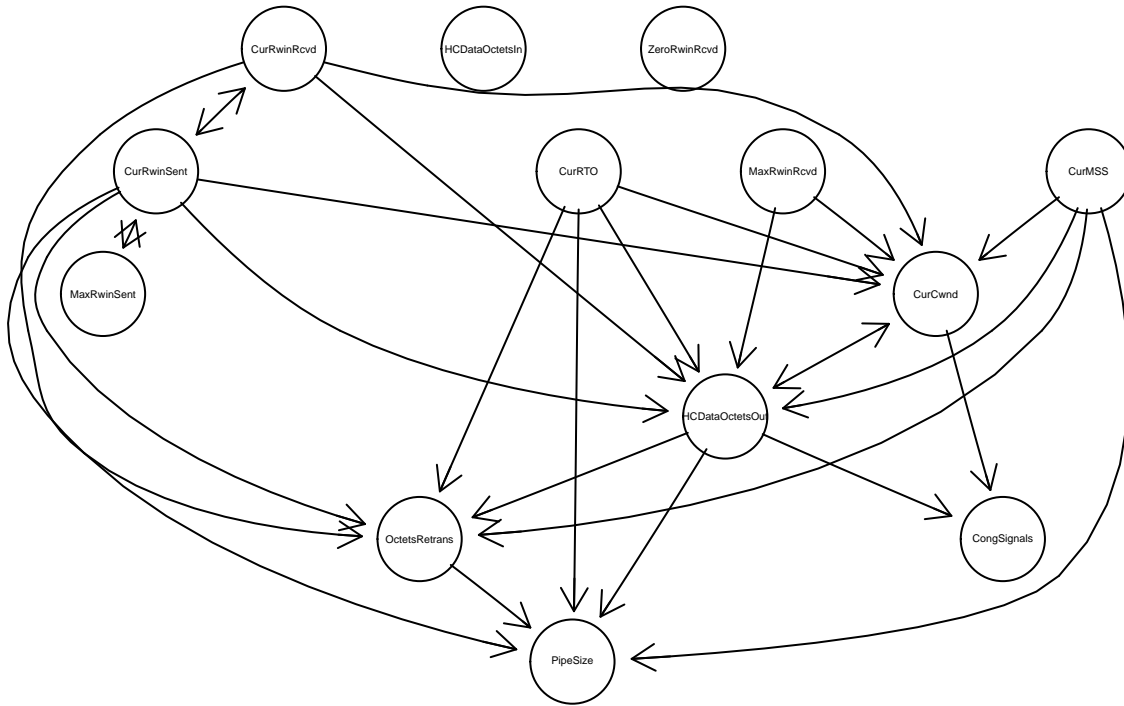 CurRwinRcvd
HCDataOctetsIn
ZeroRwinRcvd
CurRwinSent
CurRTO
MaxRwinRcvd
CurMSS
MaxRwinSent
CurCwnd
HCDataOctetsOut
OctetsRetrans
CongSignals
PipeSize